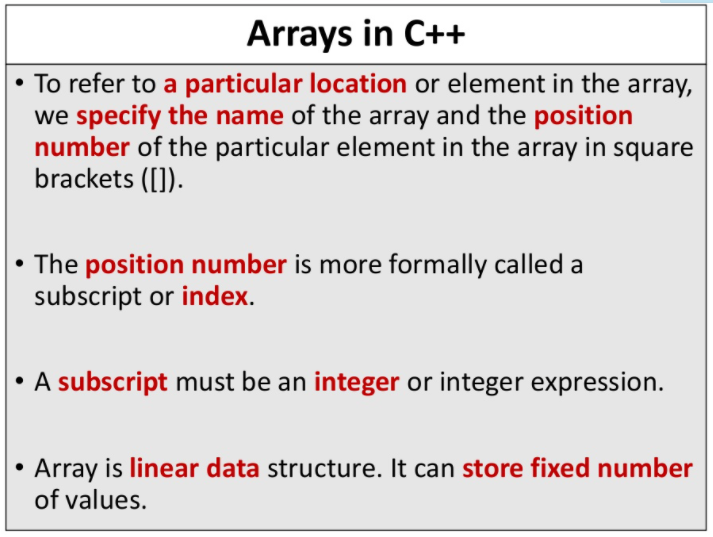 Arrays in C++
• To refer to a particular location or element in the array,
we specify the name of the array and the position
number of the particular element in the array in square
brackets ([]).
• The position number is more formally called a
subscript or index.
• A subscript must be an integer or integer expression.
• Array is linear data structure. It can store fixed number
of values.